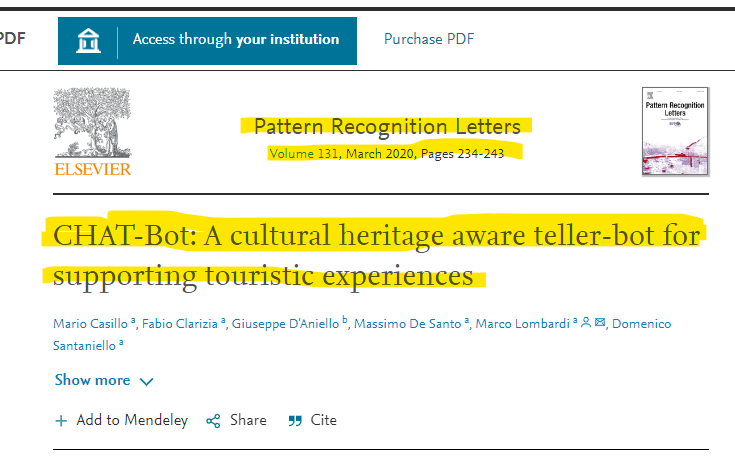 PDF
Access through your institution
Purchase PDF
ELSEVIER
Pattern Recognition Letters
Volume 131, March 2020, Pages 234-243
Pattern Recognition
Letters
CHAT-Bot: A cultural heritage aware teller-bot for
supporting touristic experiences
Mario Casillo a, Fabio Clarizia a, Giuseppe D'Aniello b, Massimo De Santo a, Marco Lombardi a, Domenico
Santaniello a
Show more
Add to Mendeley
Share
Cite